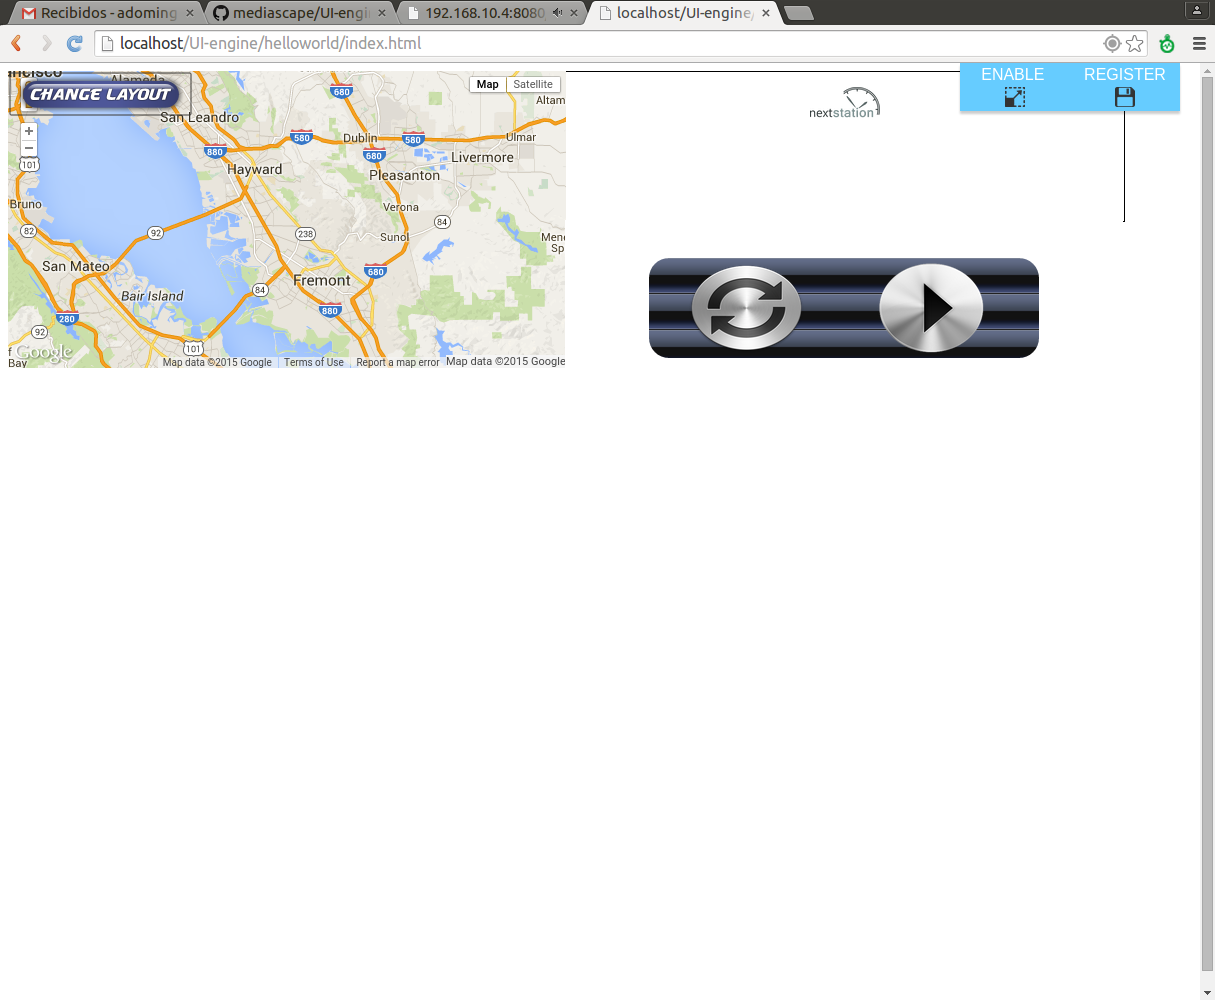 Recibidos - adoming
mediascape/UI-engi
192.168.10.4:8080
localhost/UI-engine/
localhost/UI-engine/helloworld/index.html
ENABLE
REGISTER
CHANGE LAYOUT
Map
Satellite
nextstation
ncisco
Alameda
680
Altam
San Leandro
580
Dublin
580
Ulmar
+
−
880
680
Livermore
101
Hayward
Pleasanton
Bruno
Verona
82
92
238
84
Sunol
Men
Sp
San Mateo
680
Fremont
84
Bair Island
280
880
92
101
f
Bay
Google
Map data ©2015 Google
Terms of Use
Report a map error
Map data ©2015 Google